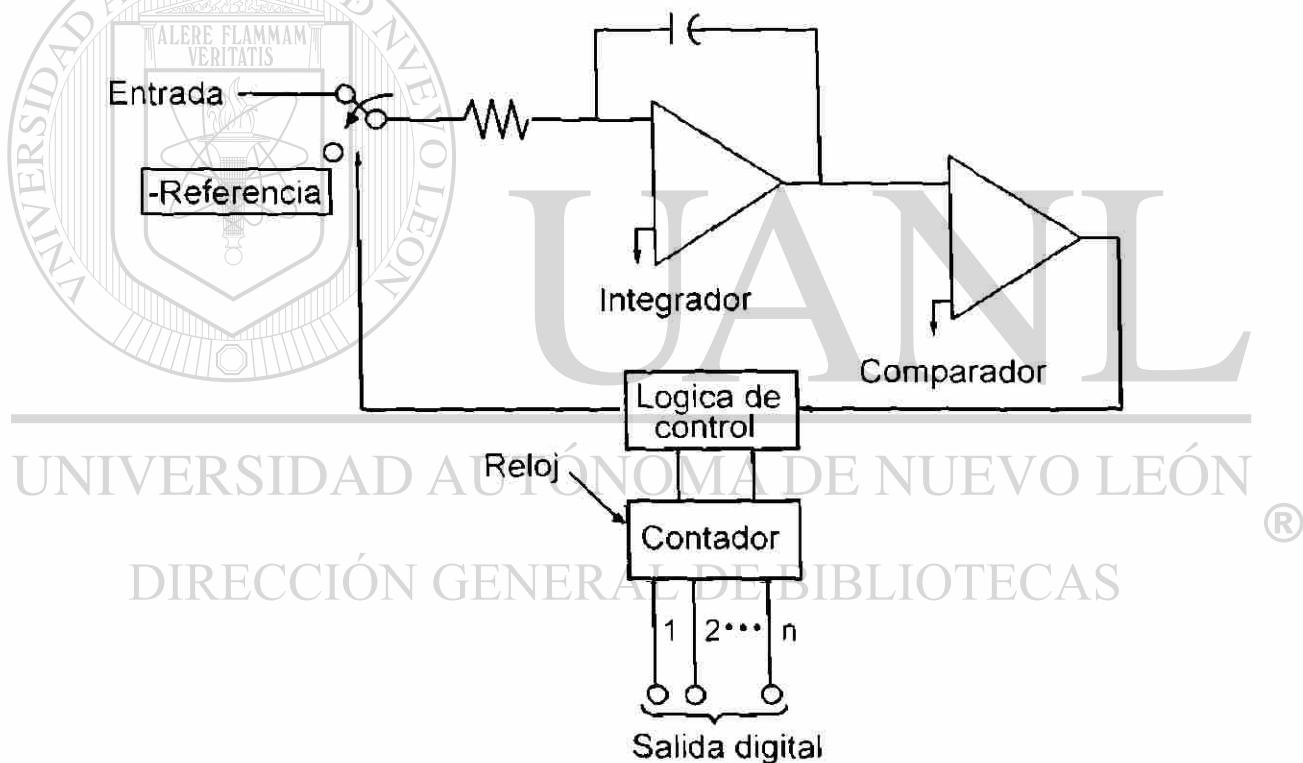 ALERE FLAMMAM
VERITATIS
UNIVERSIDAD AUTÓNOMA DE NUEVO LEÓN
DIRECCIÓN GENERAL DE BIBLIOTECAS
UANL
®
Entrada
-Referencia
Integrador
Comparador
Logica de
control
Reloj
Contador
1 2••• n
Salida digital